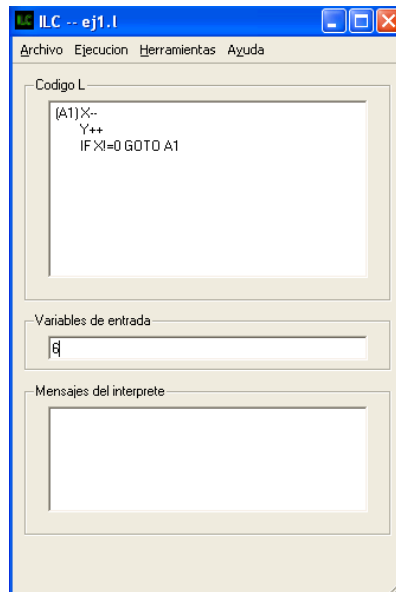 ILC -- ej1.l
Archivo Ejecucion Herramientas Ayuda
Codigo L
(A1) X--
Y++
IF X!=0 GOTO A1
Variables de entrada
6
Mensajes del interprete